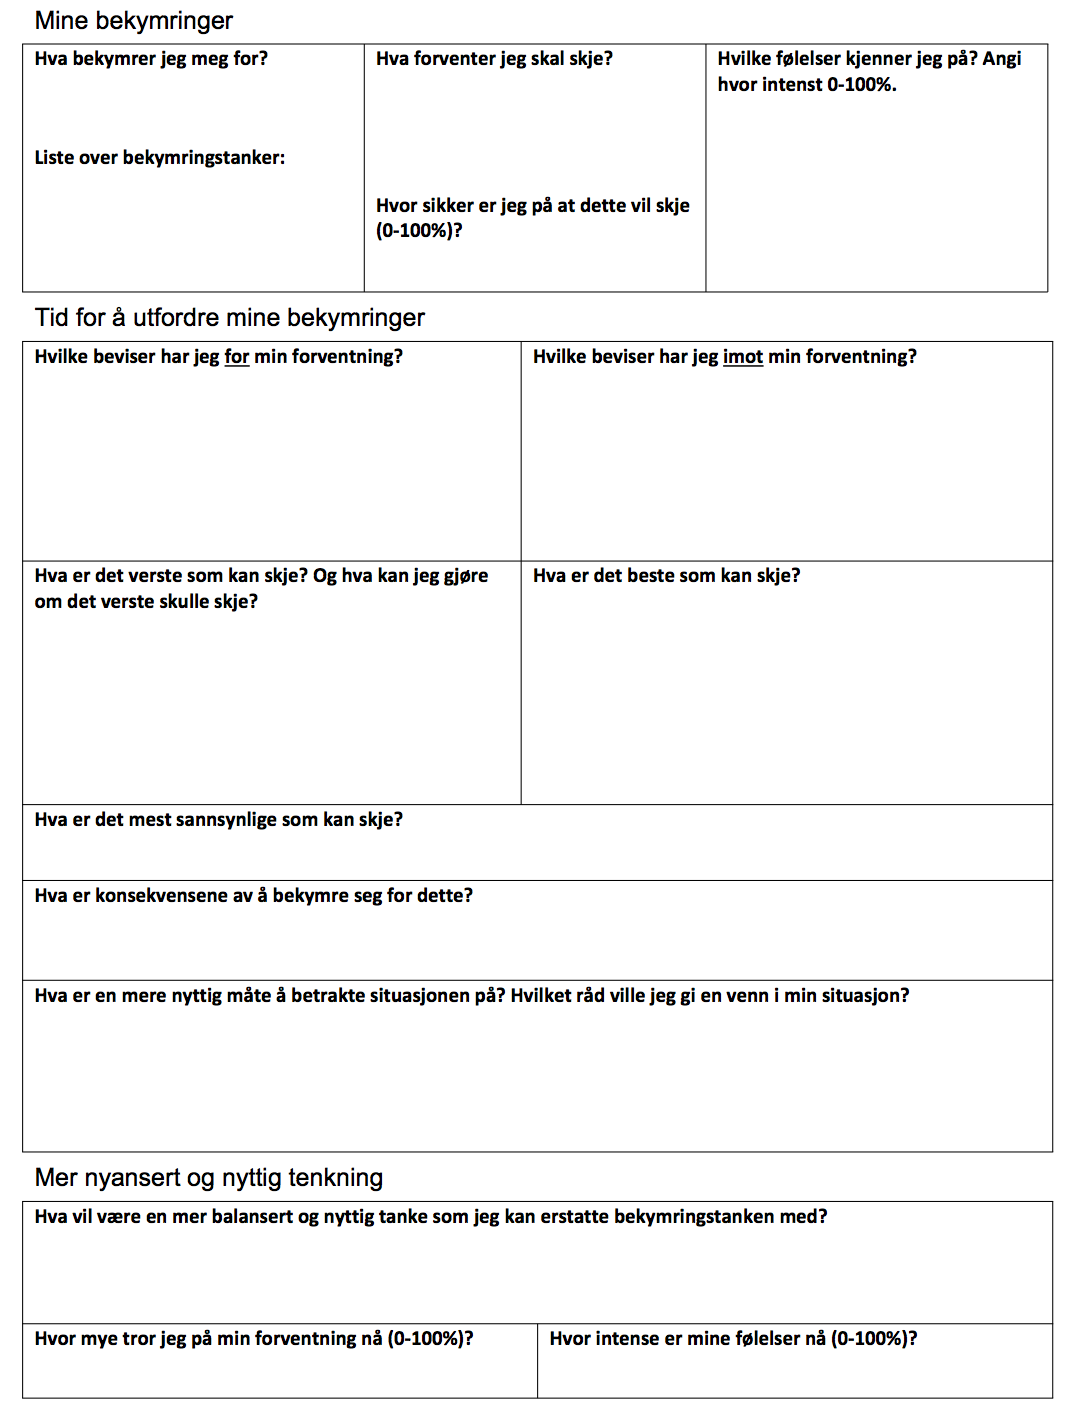 Mine bekymringer
Hva bekymrer jeg meg for?
Liste over bekymringstanker:
Hva forventer jeg skal skje?
Hvor sikker er jeg på at dette vil skje
(0-100%)?
Hvilke følelser kjenner jeg på? Angi
hvor intenst 0-100%.
Tid for å utfordre mine bekymringer
Hvilke beviser har jeg for min forventning?
Hvilke beviser har jeg imot min forventning?
Hva er det verste som kan skje? Og hva kan jeg gjøre
om det verste skulle skje?
Hva er det beste som kan skje?
Hva er det mest sannsynlige som kan skje?
Hva er konsekvensene av å bekymre seg for dette?
Hva er en mere nyttig måte å betrakte situasjonen på? Hvilket råd ville jeg gi en venn i min situasjon?
Mer nyansert og nyttig tenkning
Hva vil være en mer balansert og nyttig tanke som jeg kan erstatte bekymringstanken med?
Hvor mye tror jeg på min forventning nå (0-100%)?
Hvor intense er mine følelser nå (0-100%)?